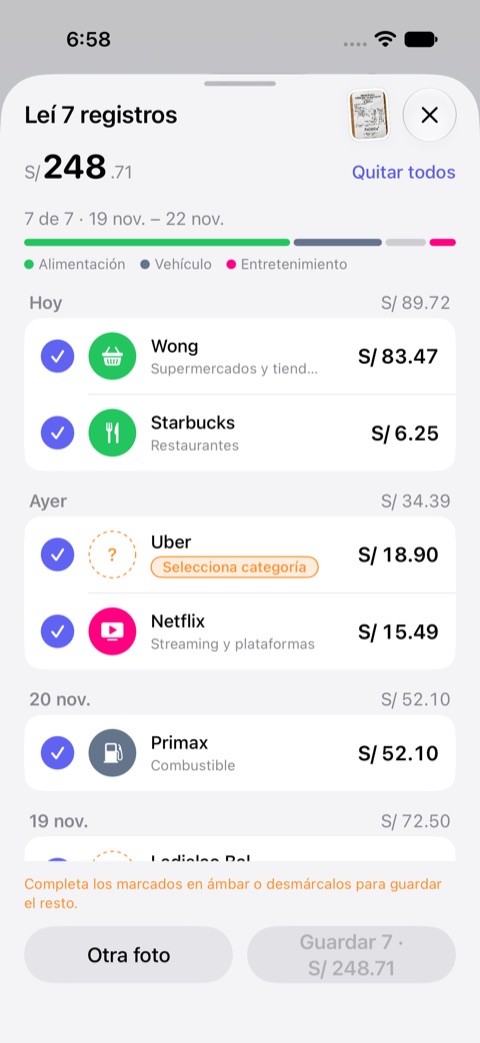 6:58
Leí 7 registros
S/248.71
Quitar todos
7 de 7 · 19 nov. – 22 nov.
Alimentación Vehículo Entretenimiento
Hoy S/ 89.72
Wong
Supermercados y tiend...
S/ 83.47
Starbucks
Restaurantes
S/ 6.25
Ayer S/ 34.39
?
Uber
Selecciona categoría
S/ 18.90
Netflix
Streaming y plataformas
S/ 15.49
20 nov. S/ 52.10
Primax
Combustible
S/ 52.10
19 nov. S/ 72.50
Completa los marcados en ámbar o desmárcalos para guardar
el resto.
Otra foto
Guardar 7 ·
S/ 248.71